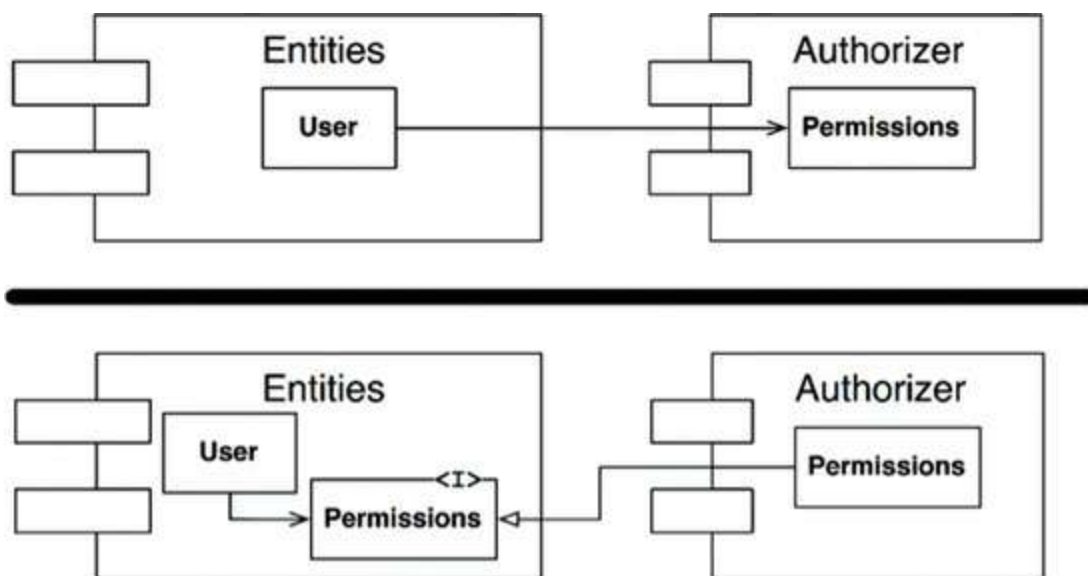 Entities
User
Authorizer
Permissions
Entities
User
<I>
Permissions
Authorizer
Permissions